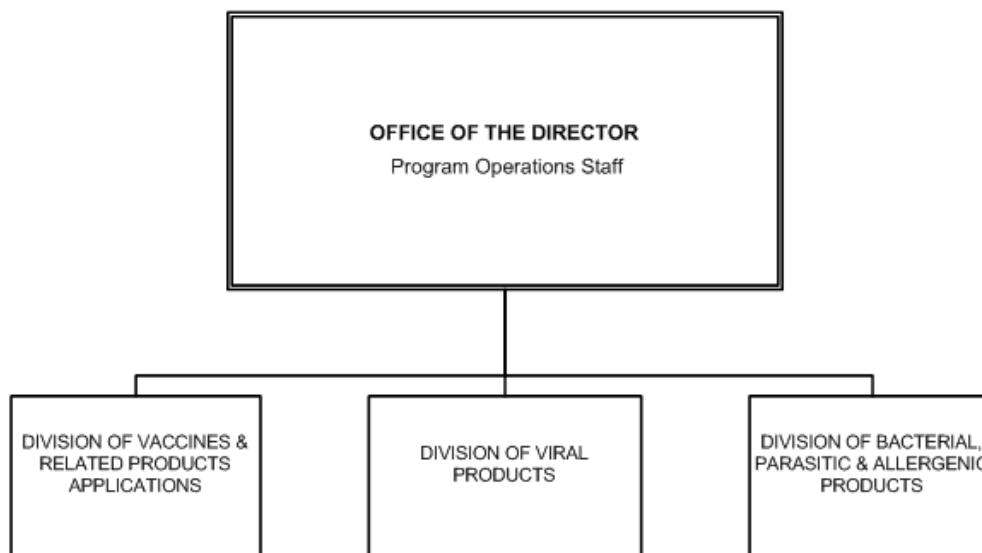 OFFICE OF THE DIRECTOR
Program Operations Staff
DIVISION OF VACCINES &
RELATED PRODUCTS
APPLICATIONS
DIVISION OF VIRAL
PRODUCTS
DIVISION OF BACTERIAL,
PARASITIC & ALLERGENIC
PRODUCTS